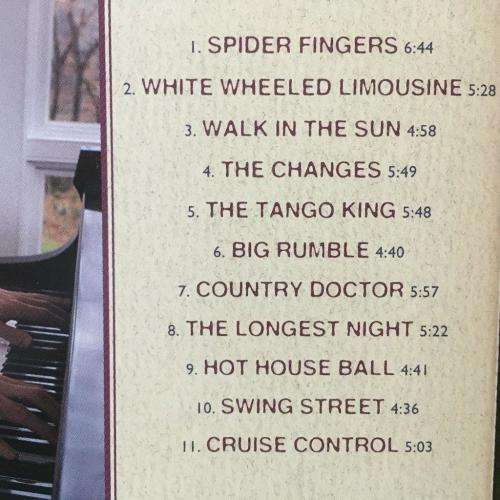 1. SPIDER FINGERS 6:44
2. WHITE WHEELED LIMOUSINE 5:28
3. WALK IN THE SUN 4:58
4. THE CHANGES 5:49
5. THE TANGO KING 5:48
6. BIG RUMBLE 4:40
7. COUNTRY DOCTOR 5:57
8. THE LONGEST NIGHT 5:22
9. HOT HOUSE BALL 4:41
10. SWING STREET 4:36
11. CRUISE CONTROL 5:03